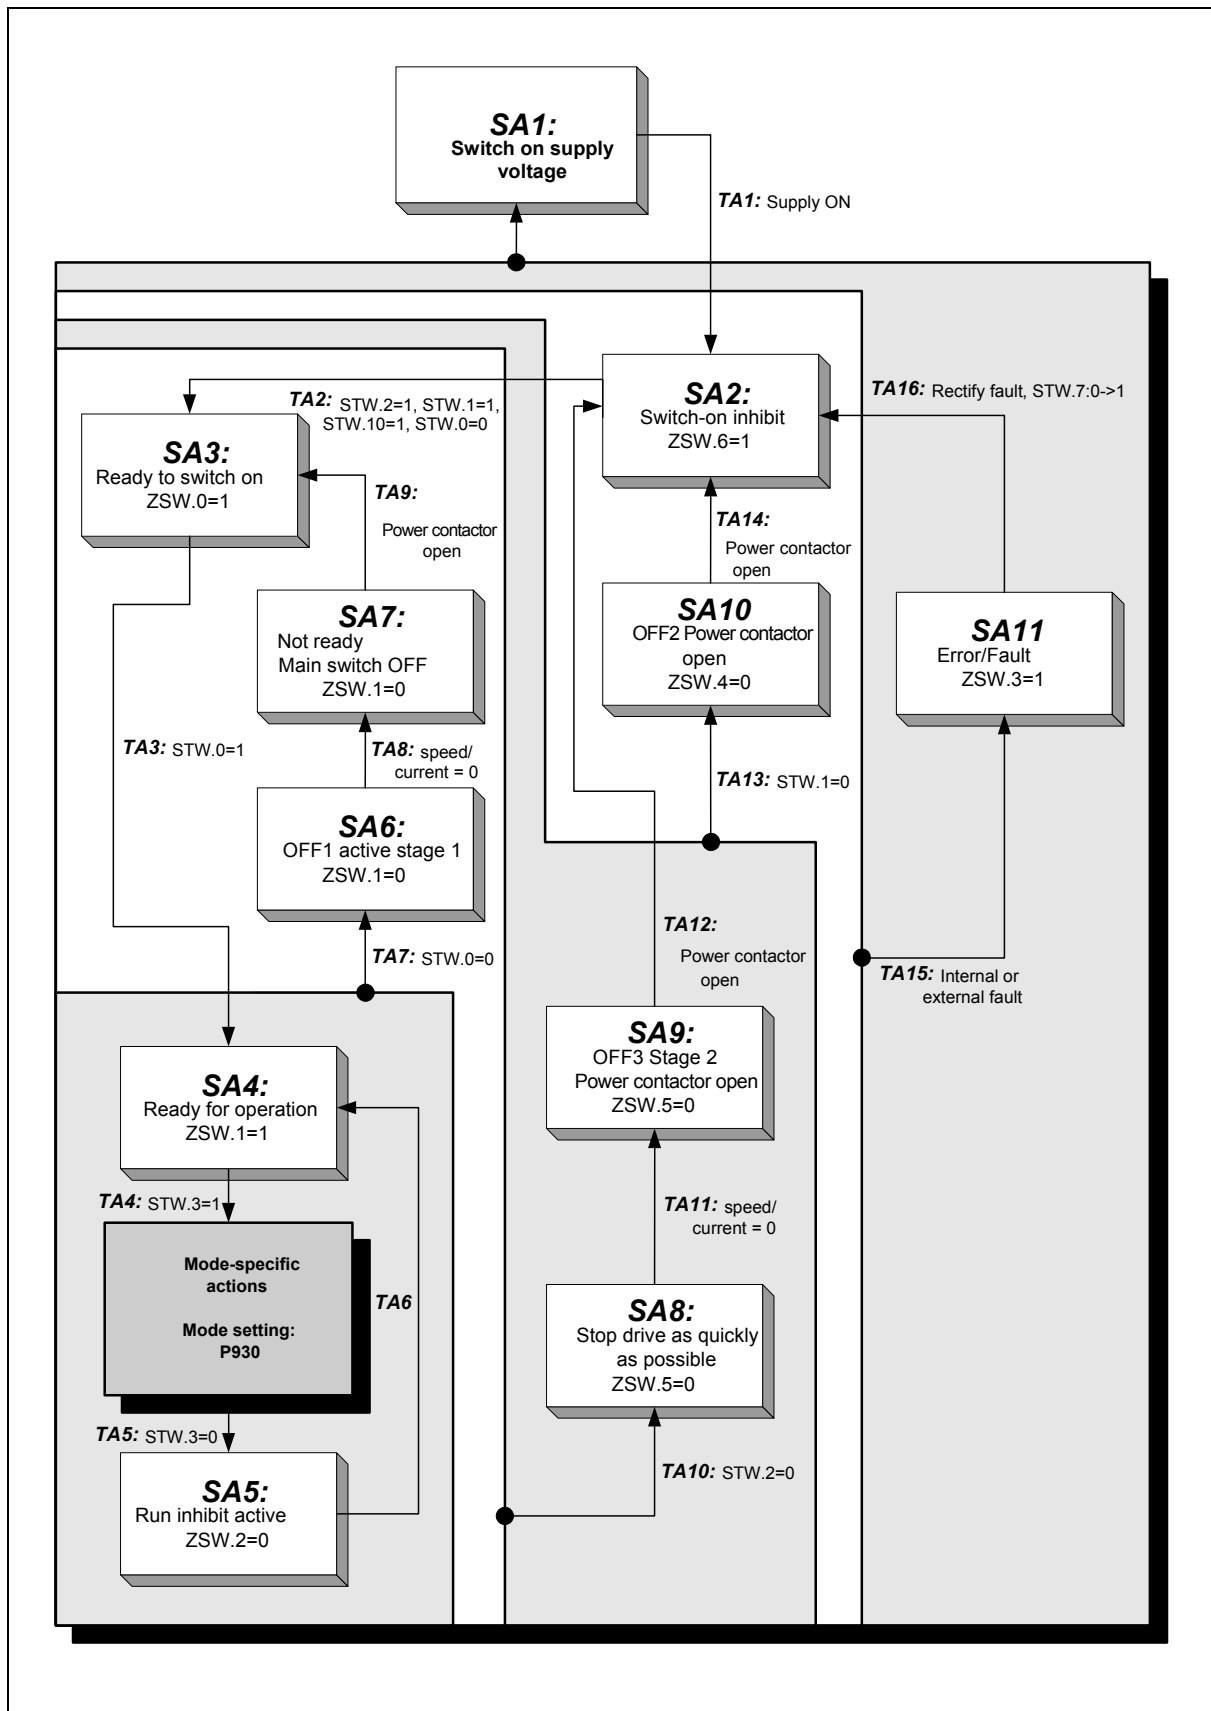 SA1:
Switch on supply
voltage
TA1: Supply ON
TA2: STW.2=1, STW.1=1,
STW.10=1, STW.0=0
SA2:
Switch-on inhibit
ZSW.6=1
TA16: Rectify fault, STW.7:0->1
SA3:
Ready to switch on
ZSW.0=1
TA9:
Power contactor
open
TA14:
Power contactor
open
SA7:
Not ready
Main switch OFF
ZSW.1=0
SA10
OFF2 Power contactor
open
ZSW.4=0
SA11
Error/Fault
ZSW.3=1
TA3: STW.0=1
TA8: speed/
current = 0
TA13: STW.1=0
SA6:
OFF1 active stage 1
ZSW.1=0
TA12:
Power contactor
open
TA7: STW.0=0
TA15: Internal or
external fault
SA9:
OFF3 Stage 2
Power contactor open
ZSW.5=0
SA4:
Ready for operation
ZSW.1=1
TA4: STW.3=1
TA11: speed/
current = 0
Mode-specific
actions
Mode setting:
P930
TA6
SA8:
Stop drive as quickly
as possible
ZSW.5=0
TA5: STW.3=0
TA10: STW.2=0
SA5:
Run inhibit active
ZSW.2=0